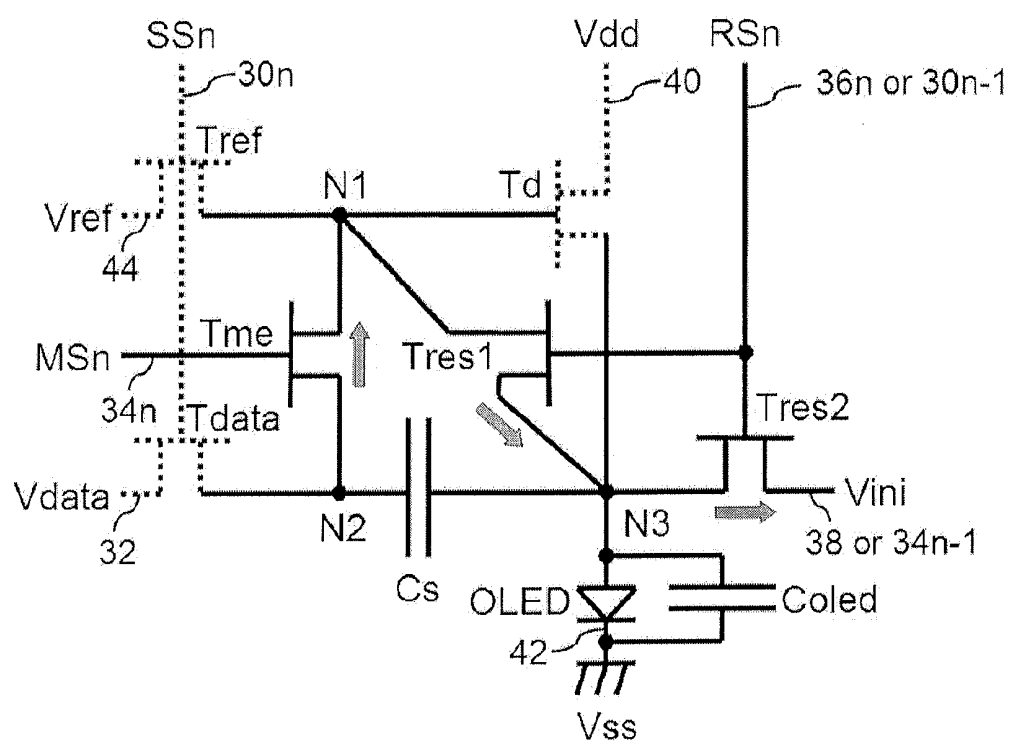 SSn
Vdd
RSn
30n
40
36n or 30n-1
Tref
N1
Td
Vref
44
Tme
Tres1
MSn
34n
Tdata
Tres2
Vdata
32
N2
N3
Vini
38 or 34n-1
Cs
OLED
Coled
42
Vss